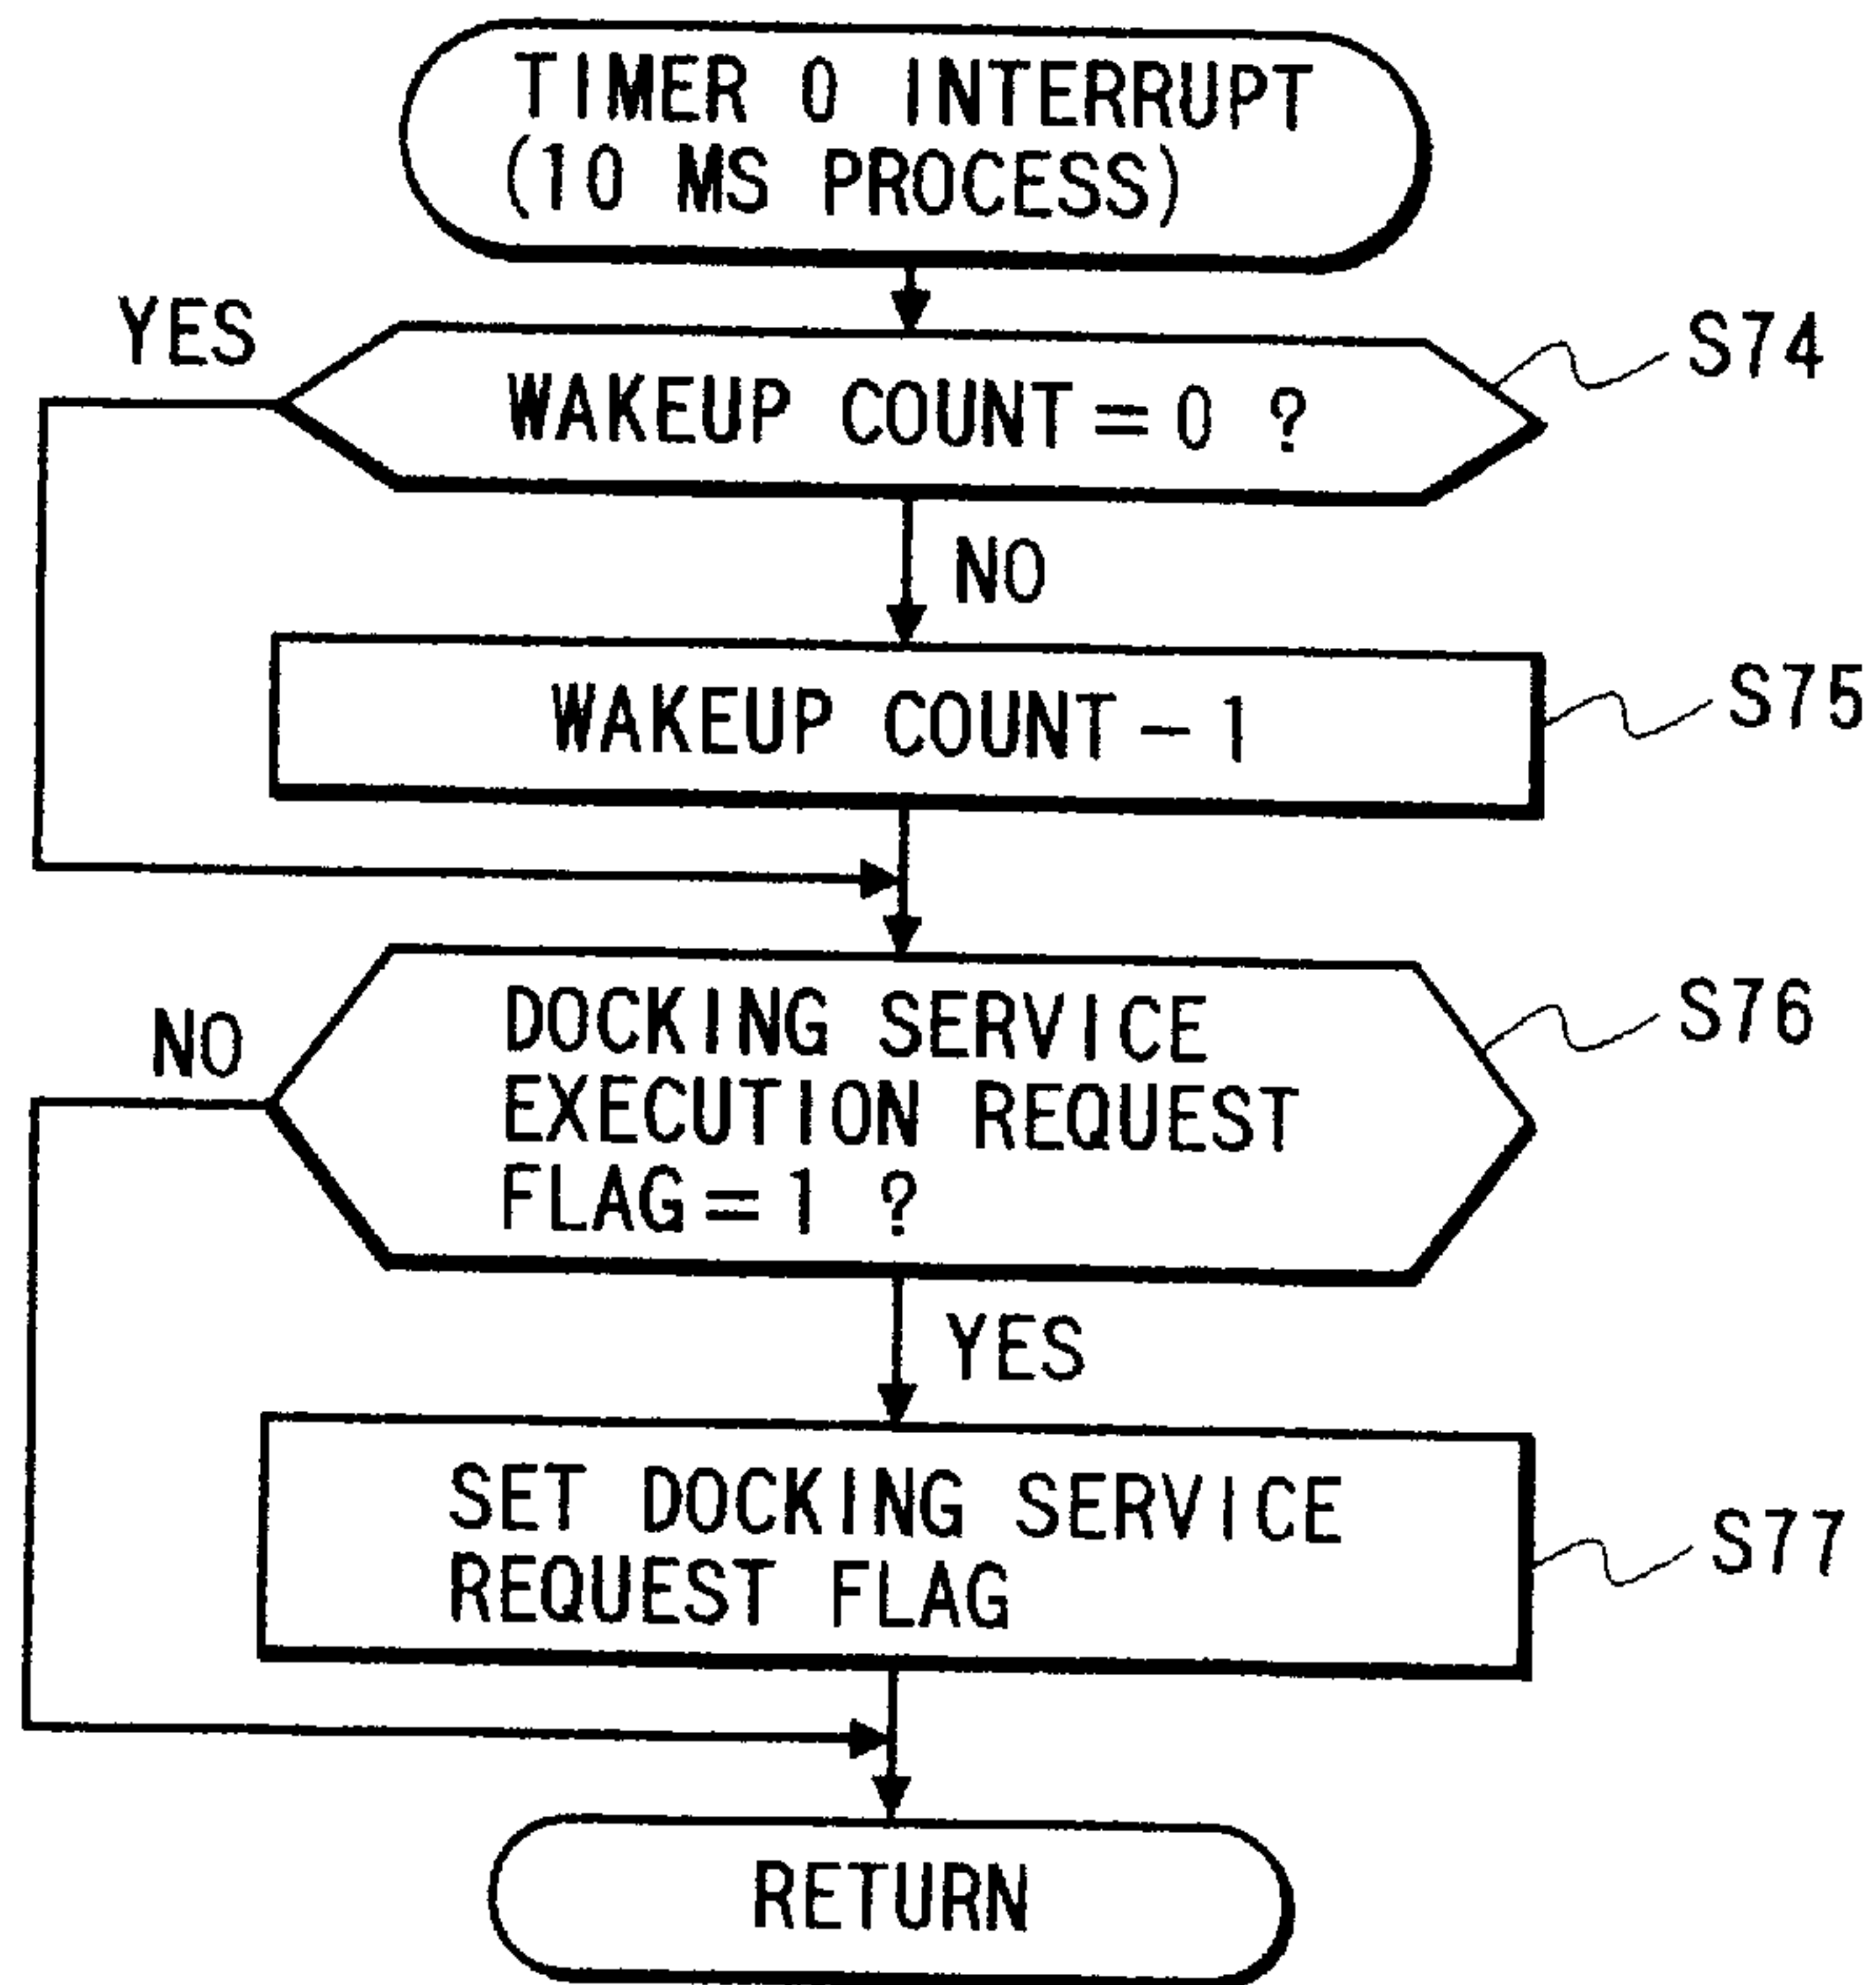 TIMER 0 INTERRUPT
(10 MS PROCESS)
YES
S74
WAKEUP COUNT=0 ?
NO
WAKEUP COUNT-1
S75
DOCKING SERVICE
EXECUTION REQUEST
FLAG=1 ?
S76
NO
YES
SET DOCKING SERVICE
REQUEST FLAG
S77
RETURN